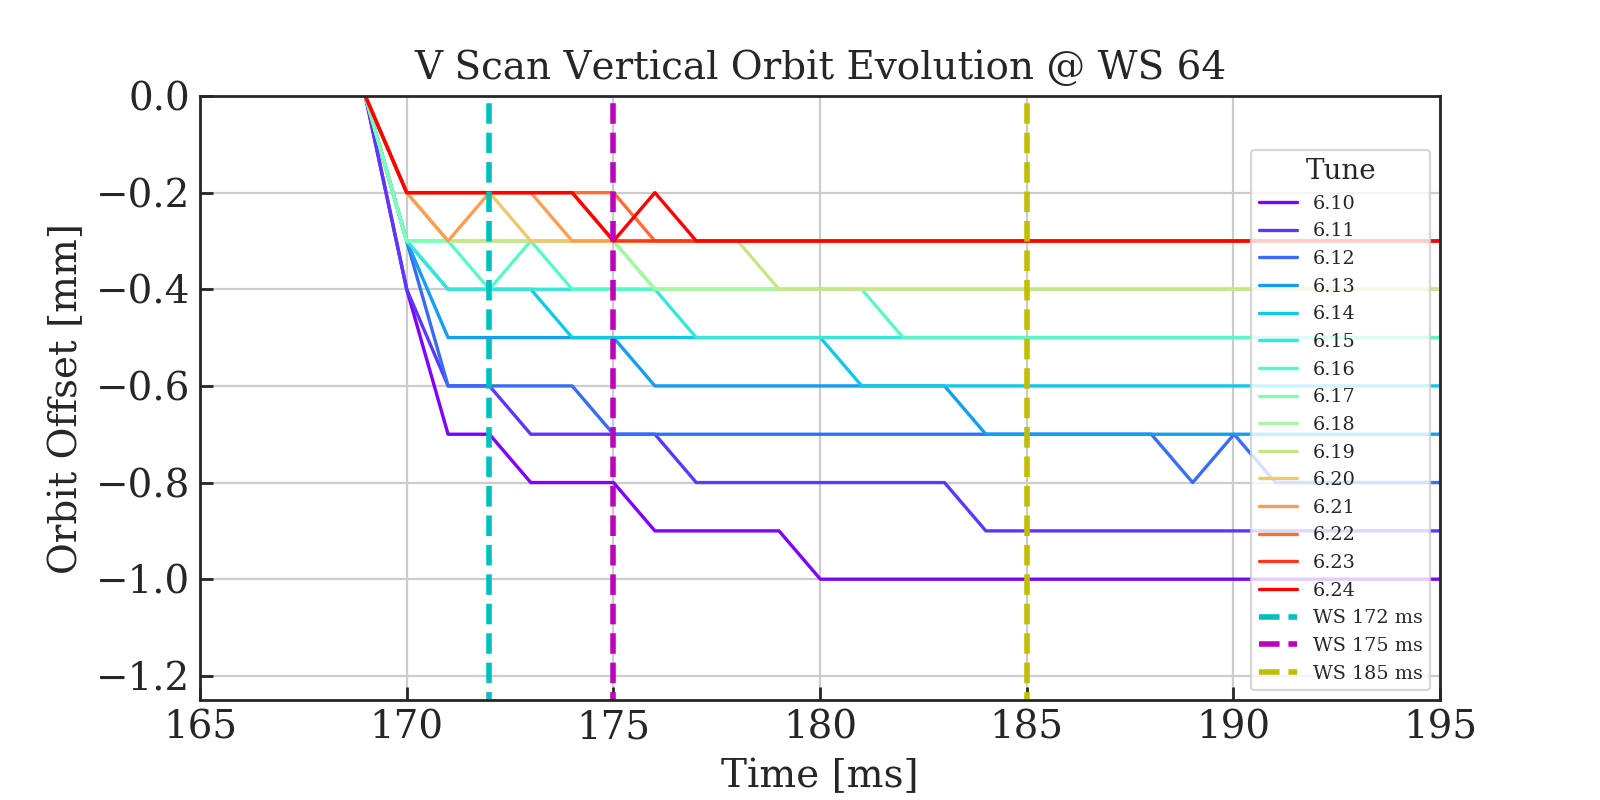 V Scan Vertical Orbit Evolution @ WS 64
Orbit Offset [mm]
0.0
−0.2
−0.4
−0.6
−0.8
−1.0
−1.2
Tune
6.10
6.11
6.12
6.13
6.14
6.15
6.16
6.17
6.18
6.19
6.20
6.21
6.22
6.23
6.24
WS 172 ms
WS 175 ms
WS 185 ms
165 170 175 180 185 190 195
Time [ms]